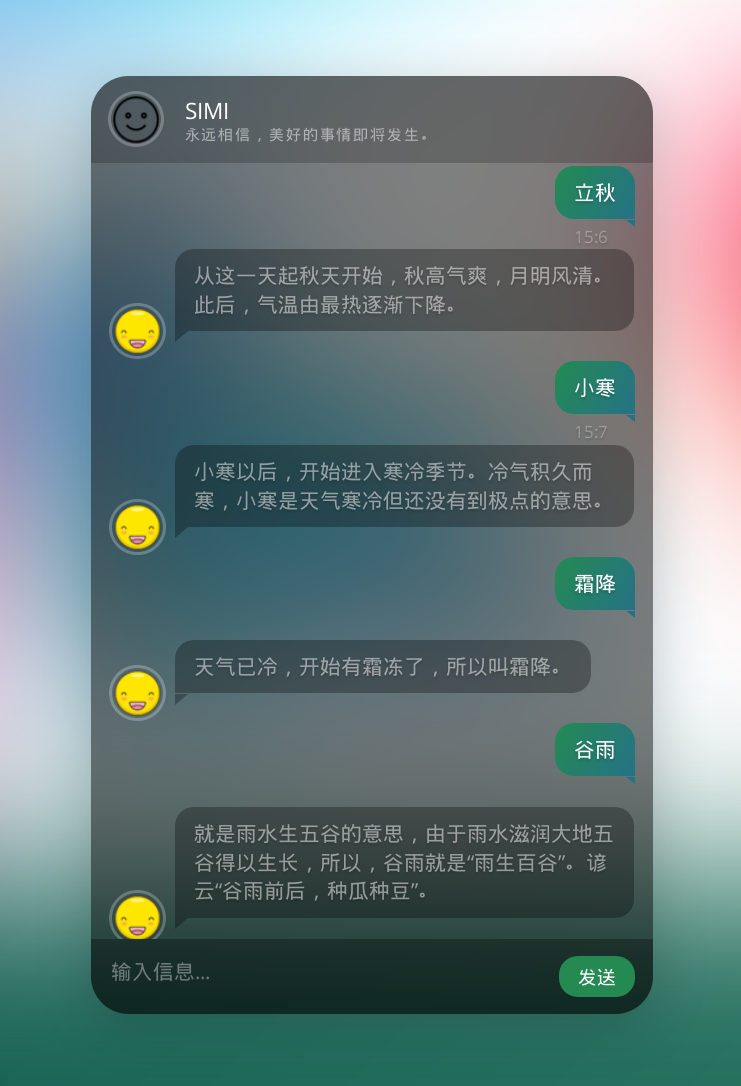 SIMI
永远相信，美好的事情即将发生。
立秋
15:6
从这一天起秋天开始，秋高气爽，月明风清。
此后，气温由最热逐渐下降。
小寒
15:7
小寒以后，开始进入寒冷季节。冷气积久而
寒，小寒是天气寒冷但还没有到极点的意思。
霜降
天气已冷，开始有霜冻了，所以叫霜降。
谷雨
就是雨水生五谷的意思，由于雨水滋润大地五
谷得以生长，所以，谷雨就是“雨生百谷”。谚
云“谷雨前后，种瓜种豆”。
输入信息...
发送